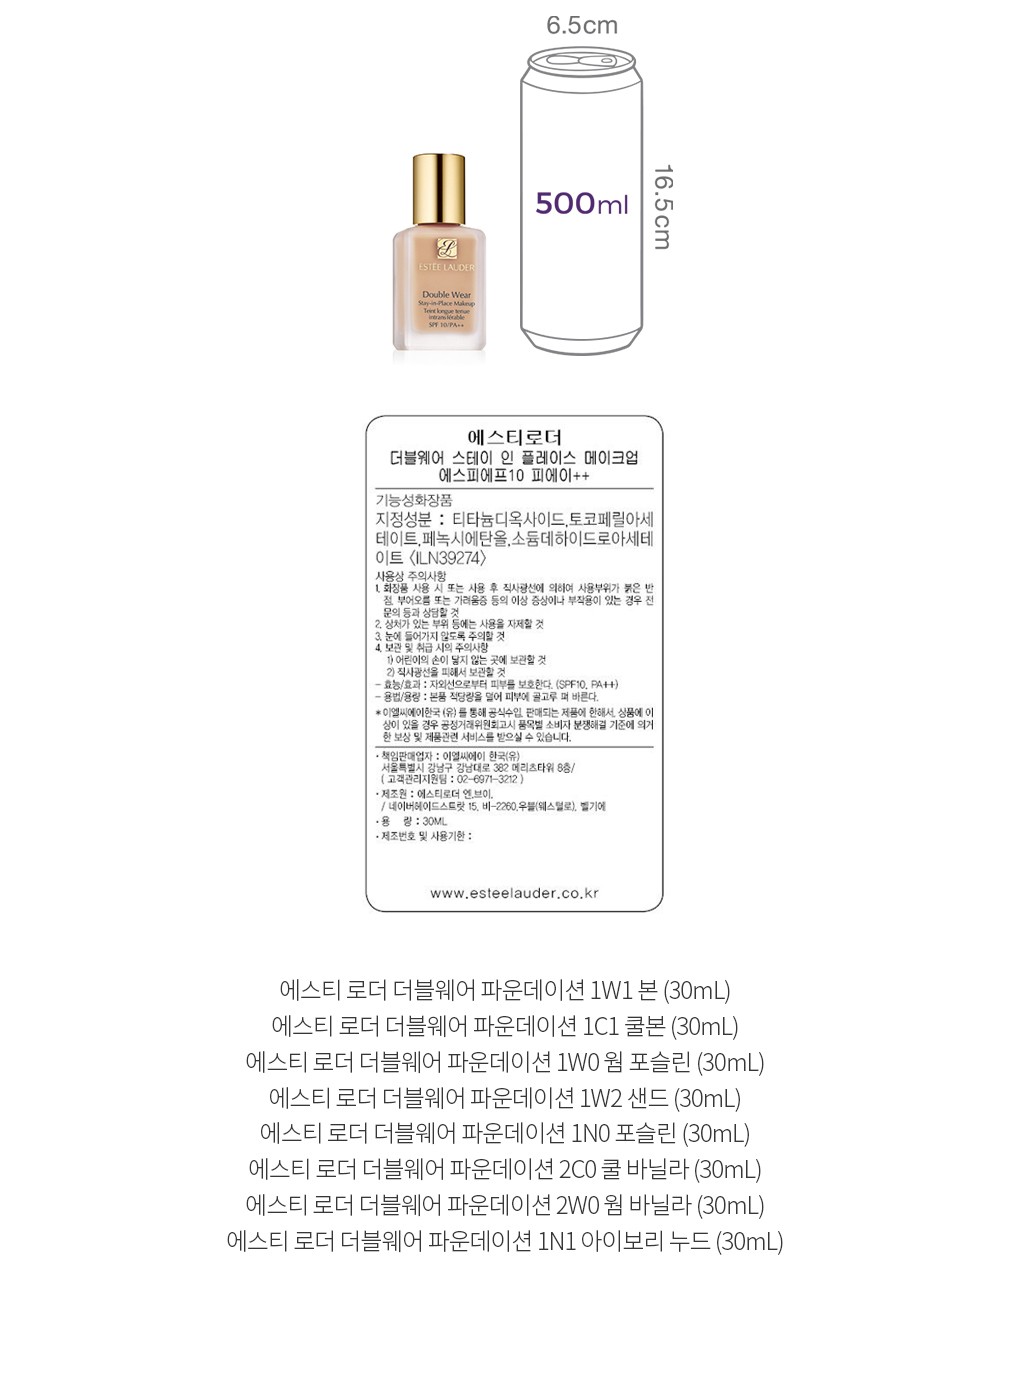 6.5cm
16.5cm
500ml
ESTĒE LAUDER
Double Wear
Stay-in-Place Makeup
Teint longue tenue
intransférable
SPF 10/PA++
에스티로더
더블웨어 스테이 인 플레이스 메이크업
에스피에프10 피에이++
기능성화장품
지정성분 : 티타늄디옥사이드,토코페릴아세
테이트,페녹시에탄올,소듐데하이드로아세테
이트 <ILN39274>
사용상 주의사항
1. 화장품 사용 시 또는 사용 후 직사광선에 의하여 사용부위가 붉은 반
점, 부어오름 또는 가려움증 등의 이상 증상이나 부작용이 있는 경우 전
문의 등과 상담할 것
2. 상처가 있는 부위 등에는 사용을 자제할 것
3. 눈에 들어가지 않도록 주의할 것
4. 보관 및 취급 시의 주의사항
1) 어린이의 손이 닿지 않는 곳에 보관할 것
2) 직사광선을 피해서 보관할 것
- 효능/효과 : 자외선으로부터 피부를 보호한다. (SPF10, PA++)
- 용법/용량 : 본품 적당량을 덜어 피부에 골고루 펴 바른다.
*이엘씨에이한국 (유) 를 통해 공식수입, 판매되는 제품에 한해서, 상품에 이
상이 있을 경우 공정거래위원회고시 품목별 소비자 분쟁해결 기준에 의거
한 보상 및 제품관련 서비스를 받으실 수 있습니다.
· 책임판매업자 : 이엘씨에이 한국(유)
서울특별시 강남구 강남대로 382 메리츠타워 8층/
( 고객관리지원팀 : 02-6971-3212 )
· 제조원 : 에스티로더 엔.브이.
/ 네이버헤이드스트랏 15, 비-2260,우블(웨스털로), 벨기에
· 용 량 : 30ML
· 제조번호 및 사용기한 :
www.esteelauder.co.kr
에스티 로더 더블웨어 파운데이션 1W1 본 (30mL)
에스티 로더 더블웨어 파운데이션 1C1 쿨본 (30mL)
에스티 로더 더블웨어 파운데이션 1W0 웜 포슬린 (30mL)
에스티 로더 더블웨어 파운데이션 1W2 샌드 (30mL)
에스티 로더 더블웨어 파운데이션 1N0 포슬린 (30mL)
에스티 로더 더블웨어 파운데이션 2C0 쿨 바닐라 (30mL)
에스티 로더 더블웨어 파운데이션 2W0 웜 바닐라 (30mL)
에스티 로더 더블웨어 파운데이션 1N1 아이보리 누드 (30mL)